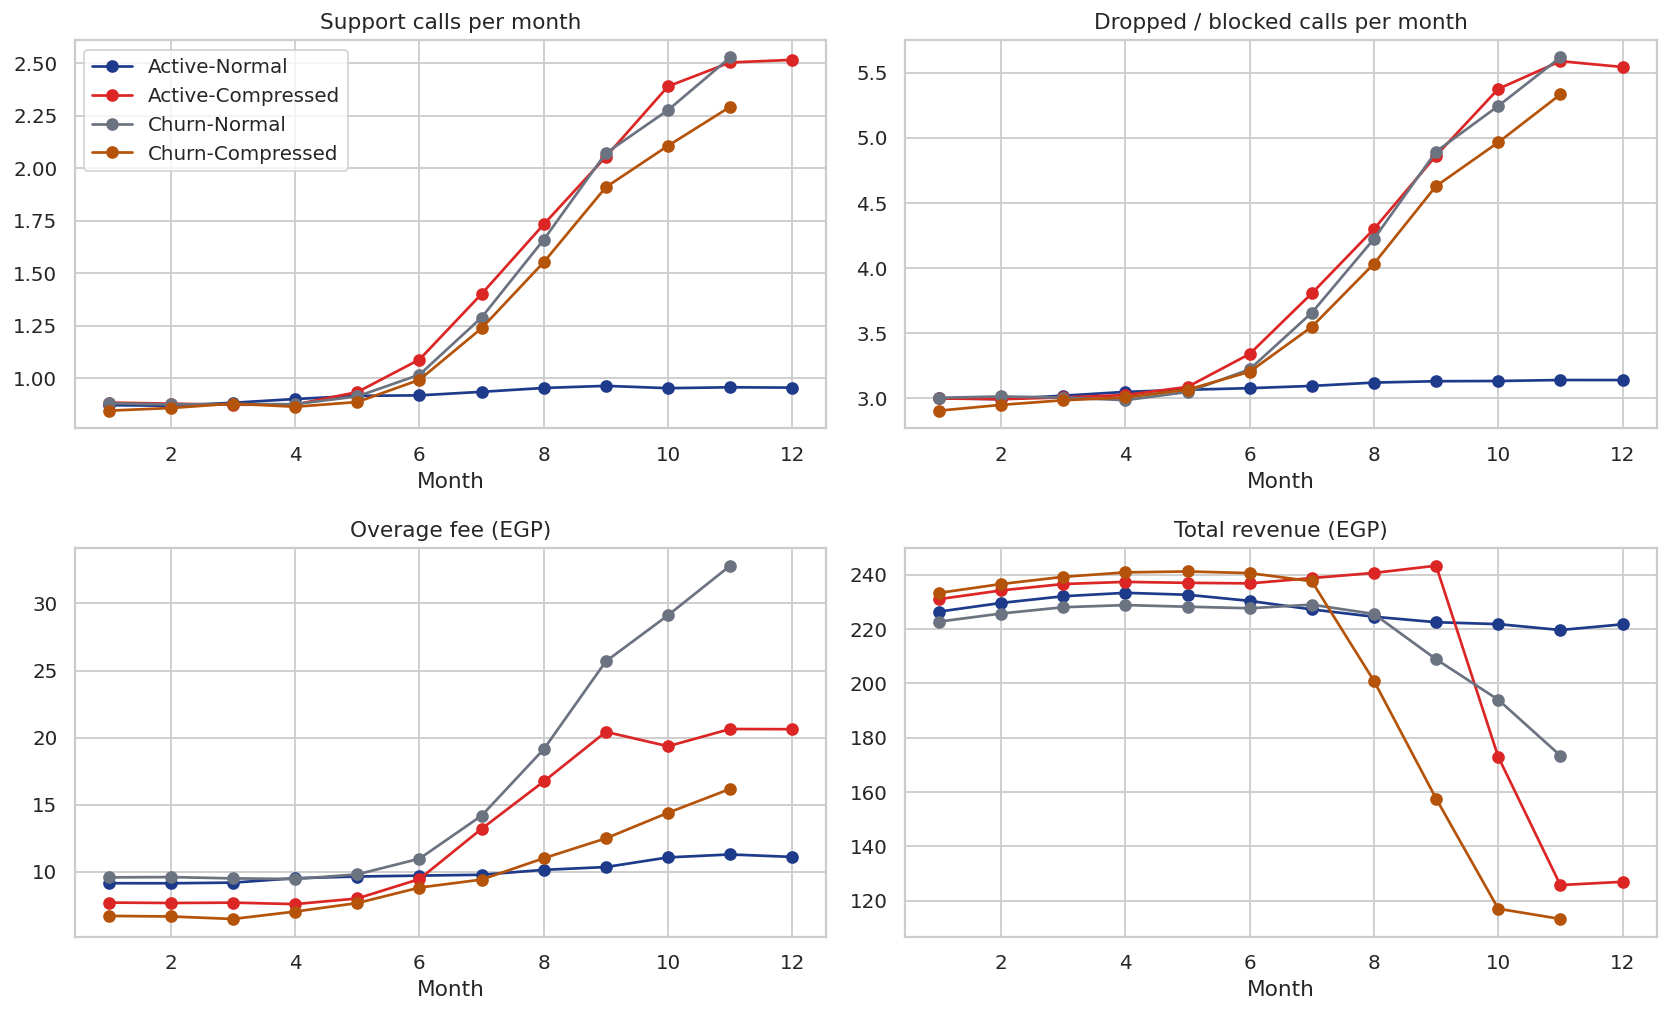 Support calls per month
2.50
2.25
2.00
1.75
1.50
1.25
1.00
Active-Normal
Active-Compressed
Churn-Normal
Churn-Compressed
2 4 6 8 10 12
Month
Dropped / blocked calls per month
5.5
5.0
4.5
4.0
3.5
3.0
2 4 6 8 10 12
Month
Overage fee (EGP)
30
25
20
15
10
2 4 6 8 10 12
Month
Total revenue (EGP)
240
220
200
180
160
140
120
2 4 6 8 10 12
Month